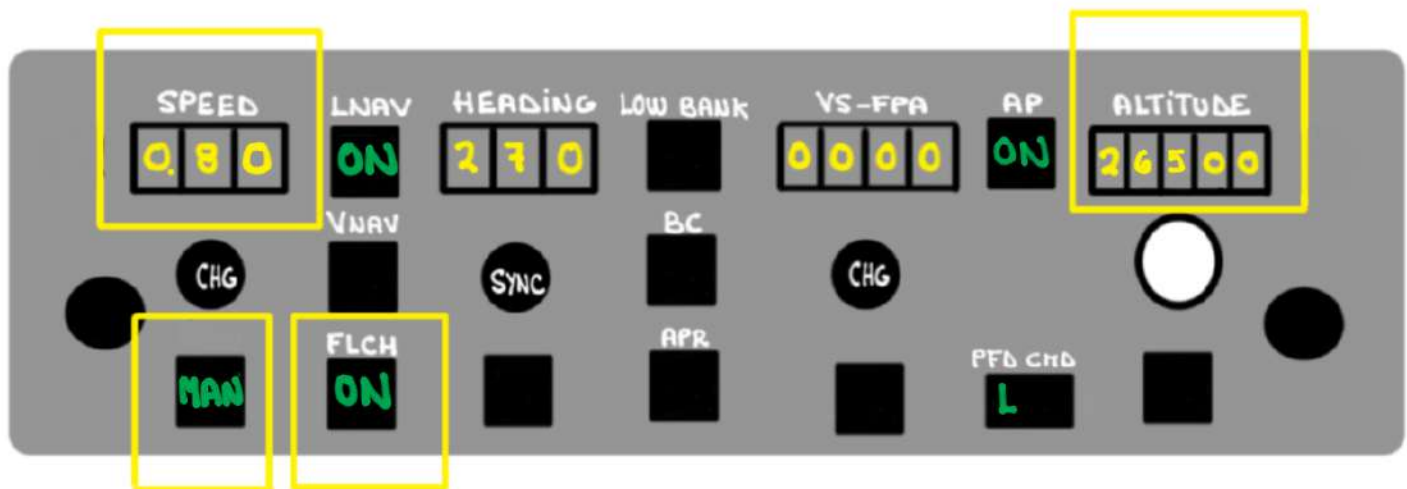 SPEED LNAV HEADiNG LOW BANK VS-FPA AP ALTiTUDE
0.80 ON 270 0000 ON 26500
VNAV BC
CHG SYNC CHG
FLCH APR PFD CMD
MAN ON L